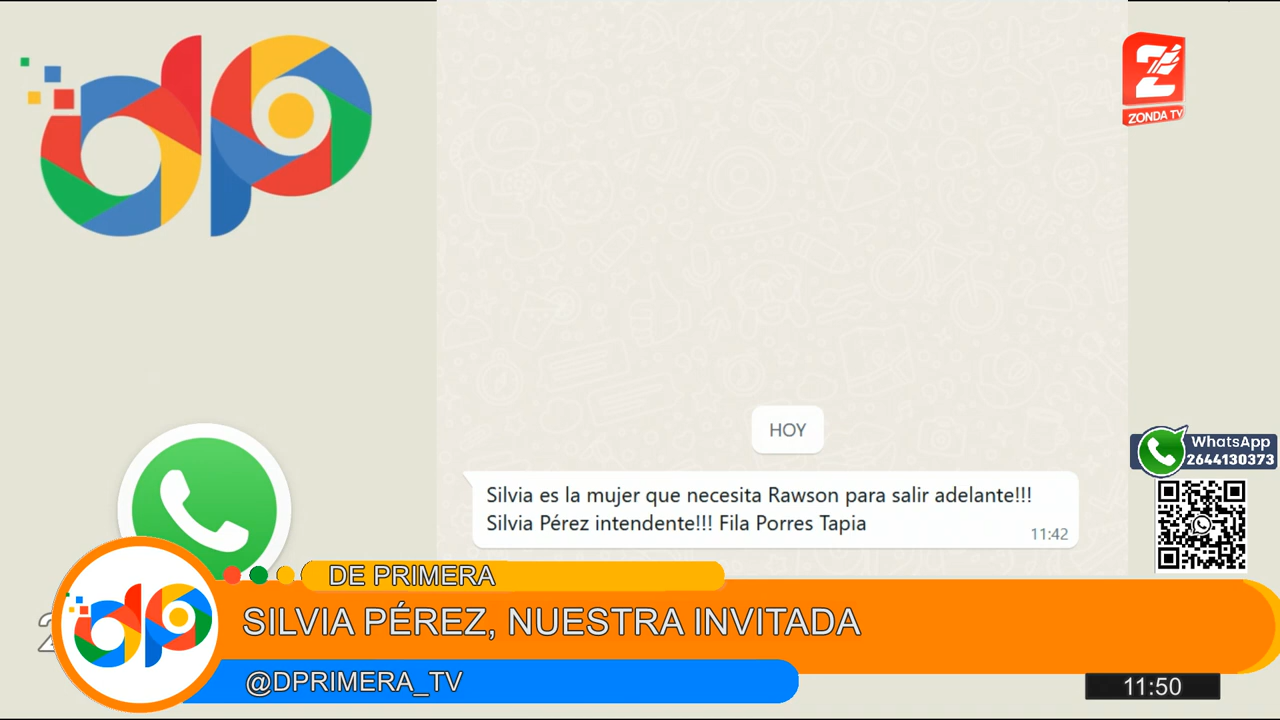 ZONDA TV
HOY
Silvia es la mujer que necesita Rawson para salir adelante!!!
Silvia Pérez intendente!!! Fila Porres Tapia
11:42
WhatsApp
2644130373
DE PRIMERA
SILVIA PÉREZ, NUESTRA INVITADA
@DPRIMERA_TV
11:50